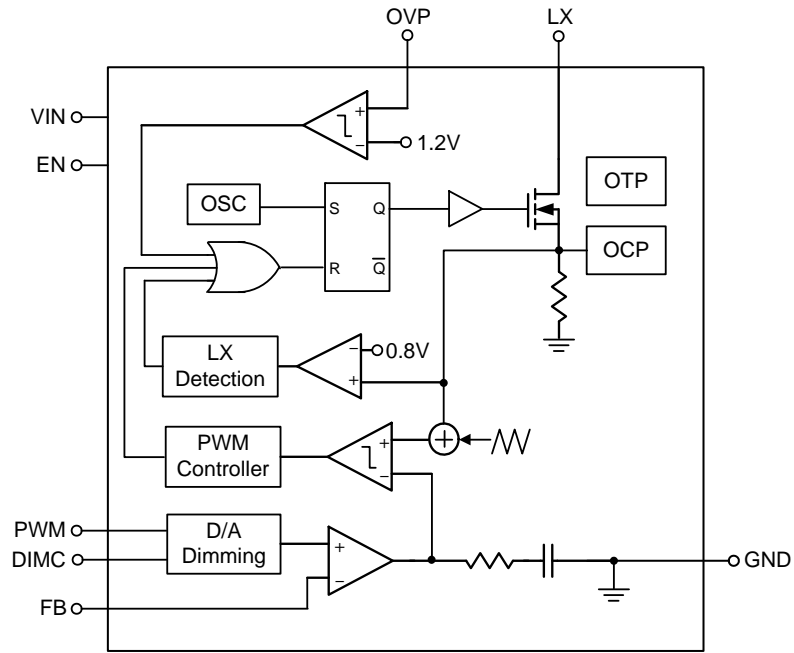 OVP
LX
VIN
+
−
1.2V
EN
OTP
OSC
S
Q
OCP
R
Q̅
LX
Detection
−
0.8V
+
PWM
Controller
+
+
−
PWM
D/A
Dimming
+
DIMC
−
GND
FB